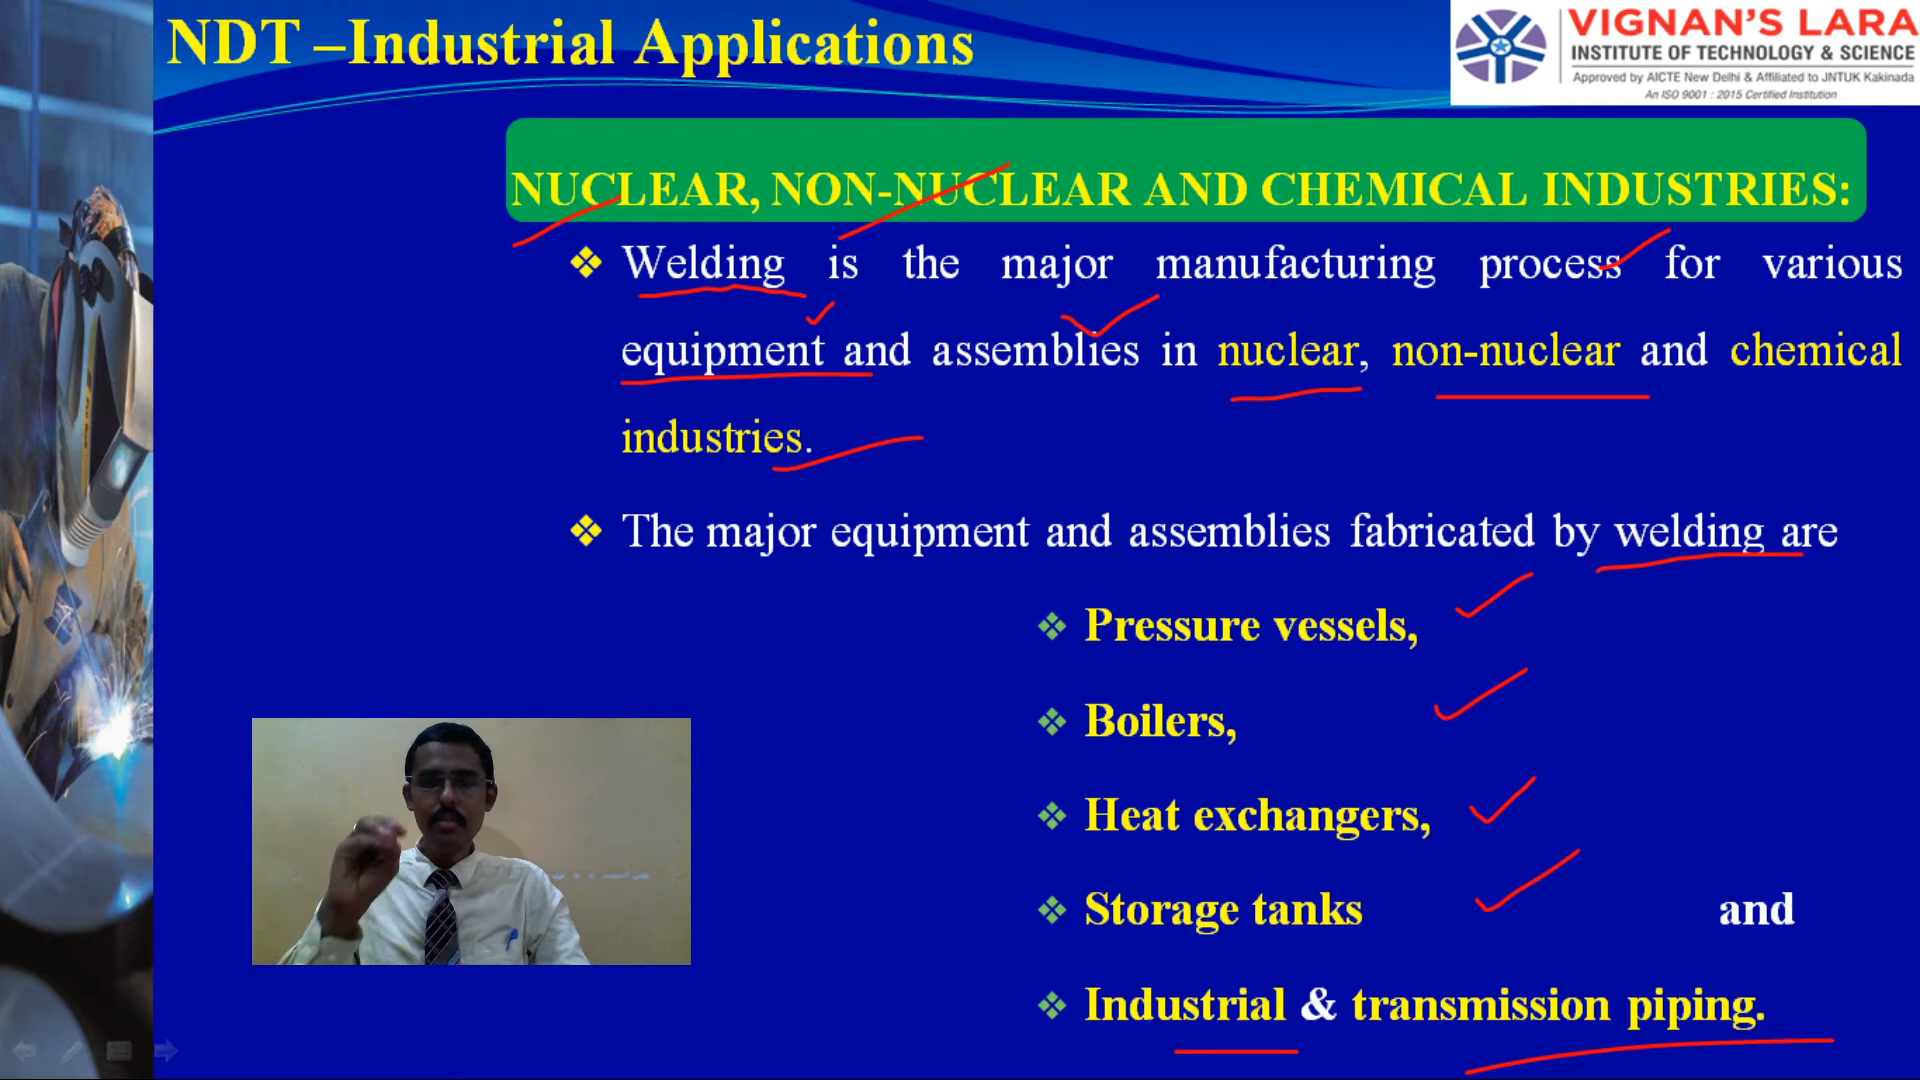 NDT –Industrial Applications
VIGNAN'S LARA
INSTITUTE OF TECHNOLOGY & SCIENCE
Approved by AICTE New Delhi & Affiliated to JNTUK Kakinada
An ISO 9001 : 2015 Certified Institution
NUCLEAR, NON-NUCLEAR AND CHEMICAL INDUSTRIES:
Welding is the major manufacturing process for various
equipment and assemblies in nuclear, non-nuclear and chemical
industries.
The major equipment and assemblies fabricated by welding are
Pressure vessels,
Boilers,
Heat exchangers,
Storage tanks and
Industrial & transmission piping.